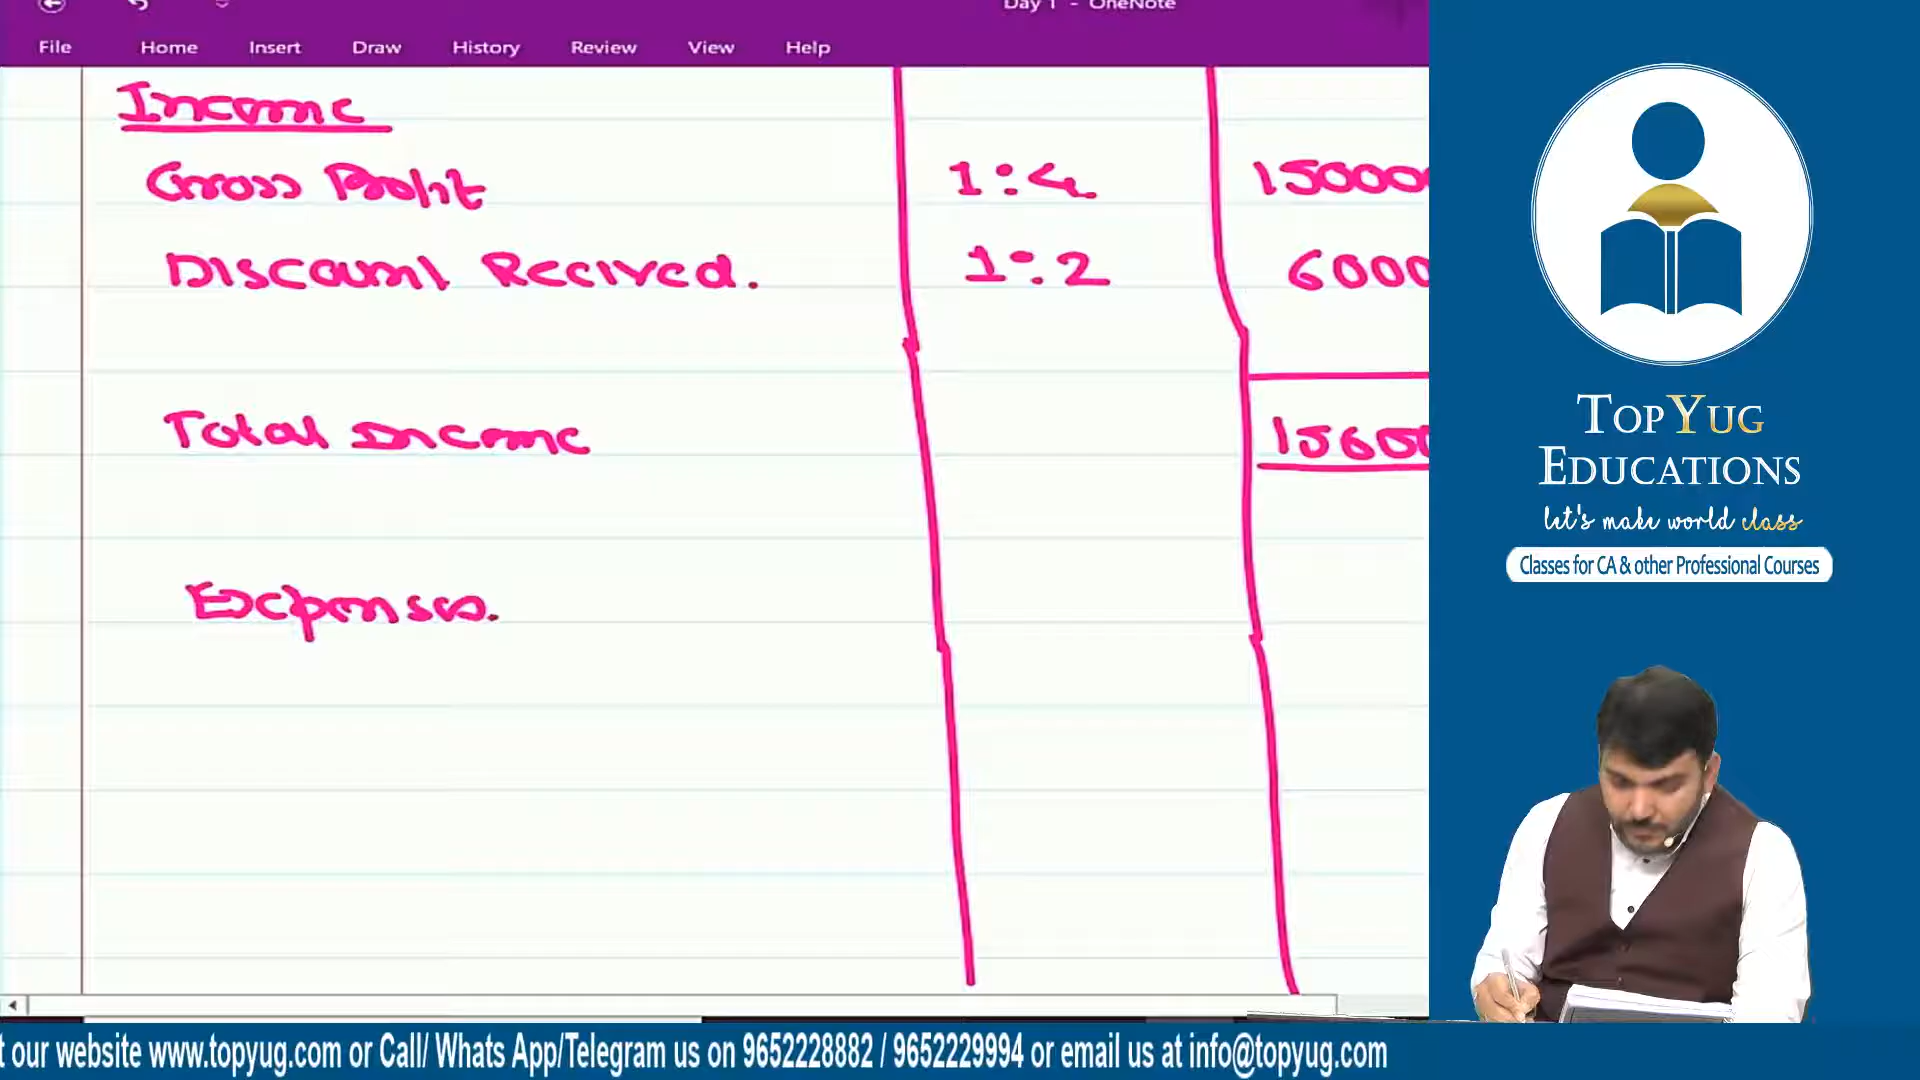 Day 1 - OneNote
File Home Insert Draw History Review View Help
Income
Gross Profit 1:4 15000
Discount Recived. 1:2 6000
Total Income
Expenses.
TOPYUG
EDUCATIONS
let's make world class
Classes for CA & other Professional Courses
t our website www.topyug.com or Call/ Whats App/Telegram us on 9652228882 / 9652229994 or email us at info@topyug.com